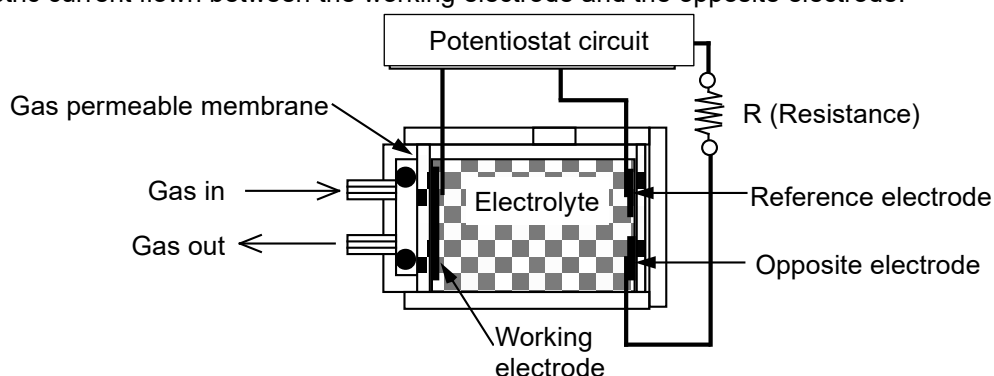 the current flown between the working electrode and the opposite electrode.
Potentiostat circuit
Gas permeable membrane
R (Resistance)
Gas in
Electrolyte
Reference electrode
Gas out
Opposite electrode
Working
electrode